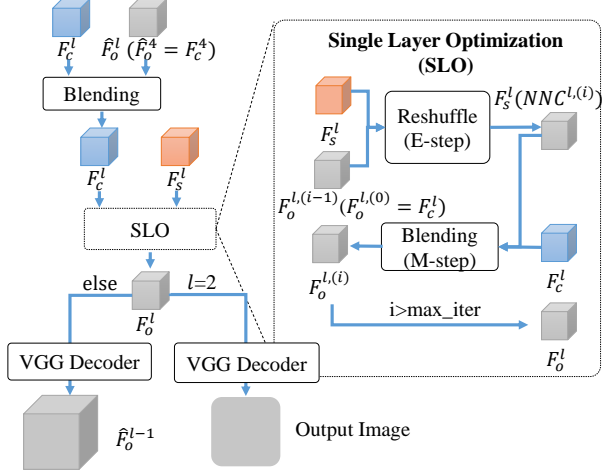 F_c^l
F̂_o^l (F̂_o^4 = F_c^4)
Blending
F_c^l
F_s^l
SLO
else
l=2
F_o^l
VGG Decoder
VGG Decoder
F̂_o^{l-1}
Output Image
Single Layer Optimization
(SLO)
F_s^l
Reshuffle
(E-step)
F_s^l(NNC^{l,(i)})
F_o^{l,(i-1)}(F_o^{l,(0)} = F_c^l)
F_o^{l,(i)}
Blending
(M-step)
F_c^l
i>max_iter
F_o^l